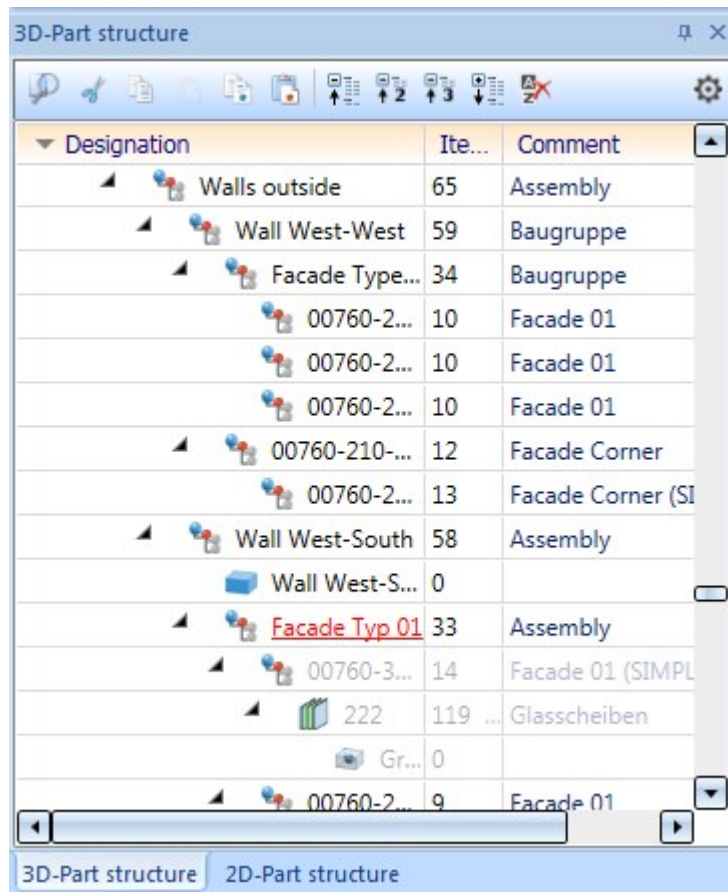 3D-Part structure
Designation Ite... Comment
Walls outside 65 Assembly
Wall West-West 59 Baugruppe
Facade Type... 34 Baugruppe
00760-2... 10 Facade 01
00760-2... 10 Facade 01
00760-2... 10 Facade 01
00760-210-... 12 Facade Corner
00760-2... 13 Facade Corner (SI
Wall West-South 58 Assembly
Wall West-S... 0
Facade Typ 01 33 Assembly
00760-3... 14 Facade 01 (SIMPL
222 119 ... Glasscheiben
Gr... 0
00760-2... 9 Facade 01
3D-Part structure 2D-Part structure